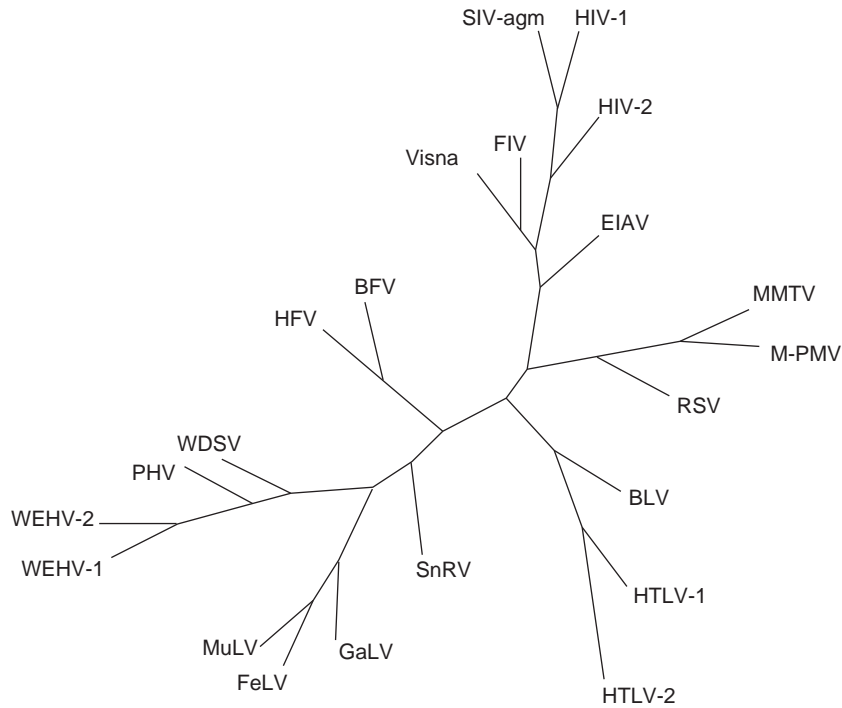 SIV-agm HIV-1
HIV-2
FIV
Visna
EIAV
BFV
MMTV
HFV
M-PMV
RSV
WDSV
PHV
BLV
WEHV-2
WEHV-1
SnRV
HTLV-1
MuLV
GaLV
FeLV
HTLV-2